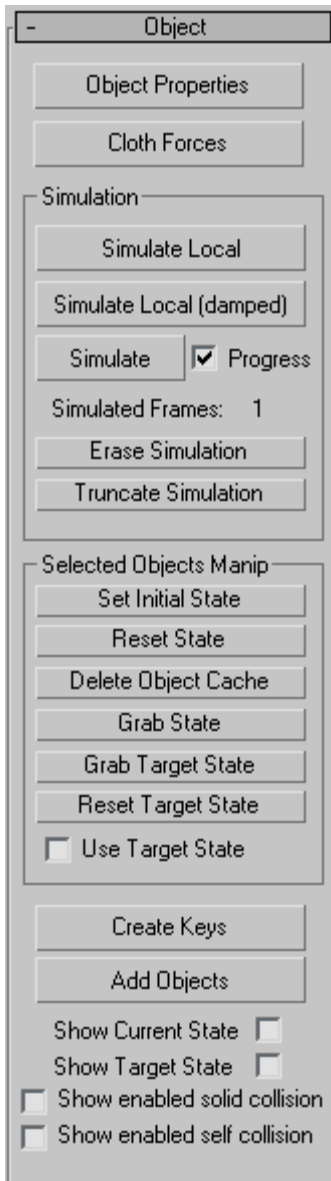 - Object
Object Properties
Cloth Forces
Simulation
Simulate Local
Simulate Local (damped)
Simulate Progress
Simulated Frames: 1
Erase Simulation
Truncate Simulation
Selected Objects Manip
Set Initial State
Reset State
Delete Object Cache
Grab State
Grab Target State
Reset Target State
Use Target State
Create Keys
Add Objects
Show Current State
Show Target State
Show enabled solid collision
Show enabled self collision